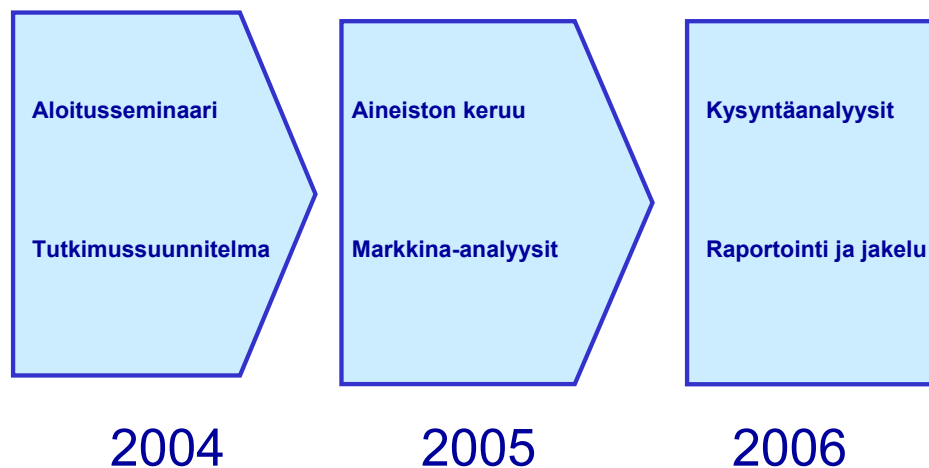 Aloitusseminaari
Tutkimussuunnitelma
Aineiston keruu
Markkina-analyysit
Kysyntäanalyysit
Raportointi ja jakelu
2004
2005
2006